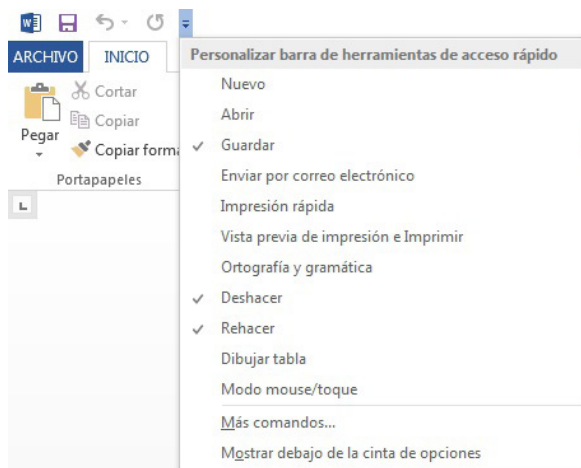 ARCHIVO INICIO
Cortar
Copiar
Pegar
Copiar forma
Portapapeles
Personalizar barra de herramientas de acceso rápido
Nuevo
Abrir
Guardar
Enviar por correo electrónico
Impresión rápida
Vista previa de impresión e Imprimir
Ortografía y gramática
Deshacer
Rehacer
Dibujar tabla
Modo mouse/toque
Más comandos...
Mostrar debajo de la cinta de opciones